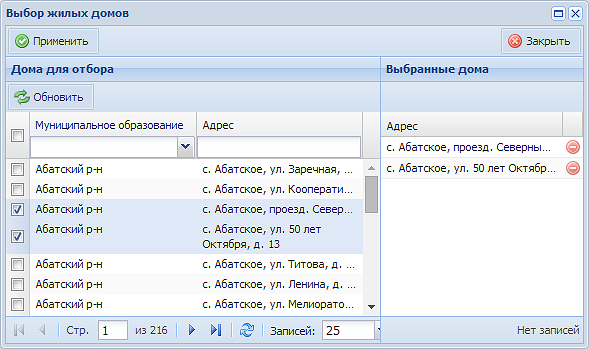 Выбор жилых домов
Применить
Закрыть
Дома для отбора
Выбранные дома
Обновить
Муниципальное образование Адрес
Адрес
Абатский р-н с. Абатское, ул. Заречная, ...
Абатский р-н с. Абатское, ул. Кооперати...
Абатский р-н с. Абатское, проезд. Север...
Абатский р-н с. Абатское, ул. 50 лет
Октября, д. 13
Абатский р-н с. Абатское, ул. Титова, д. ...
Абатский р-н с. Абатское, ул. Ленина, д. ...
Абатский р-н с. Абатское, ул. Мелиорато...
с. Абатское, проезд. Северны...
с. Абатское, ул. 50 лет Октябр...
Стр. 1 из 216 Записей: 25
Нет записей